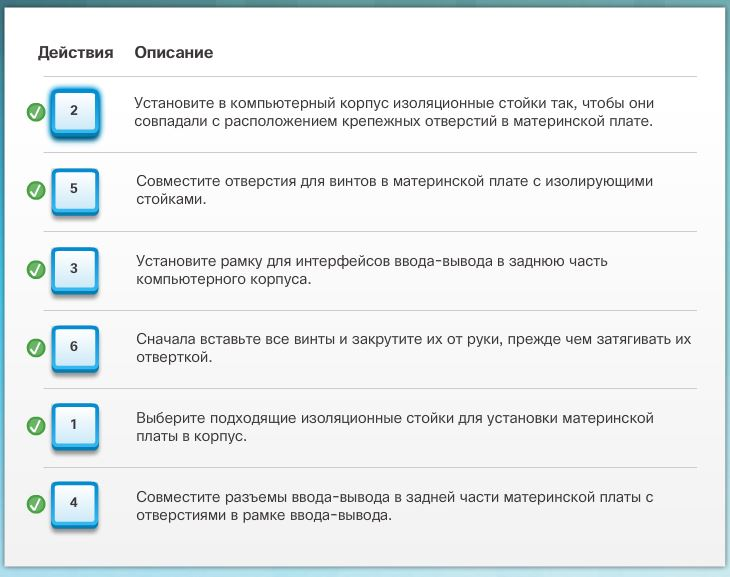 Действия Описание
2 Установите в компьютерный корпус изоляционные стойки так, чтобы они
совпадали с расположением крепежных отверстий в материнской плате.
5 Совместите отверстия для винтов в материнской плате с изолирующими
стойками.
3 Установите рамку для интерфейсов ввода-вывода в заднюю часть
компьютерного корпуса.
6 Сначала вставьте все винты и закрутите их от руки, прежде чем затягивать их
отверткой.
1 Выберите подходящие изоляционные стойки для установки материнской
платы в корпус.
4 Совместите разъемы ввода-вывода в задней части материнской платы с
отверстиями в рамке ввода-вывода.